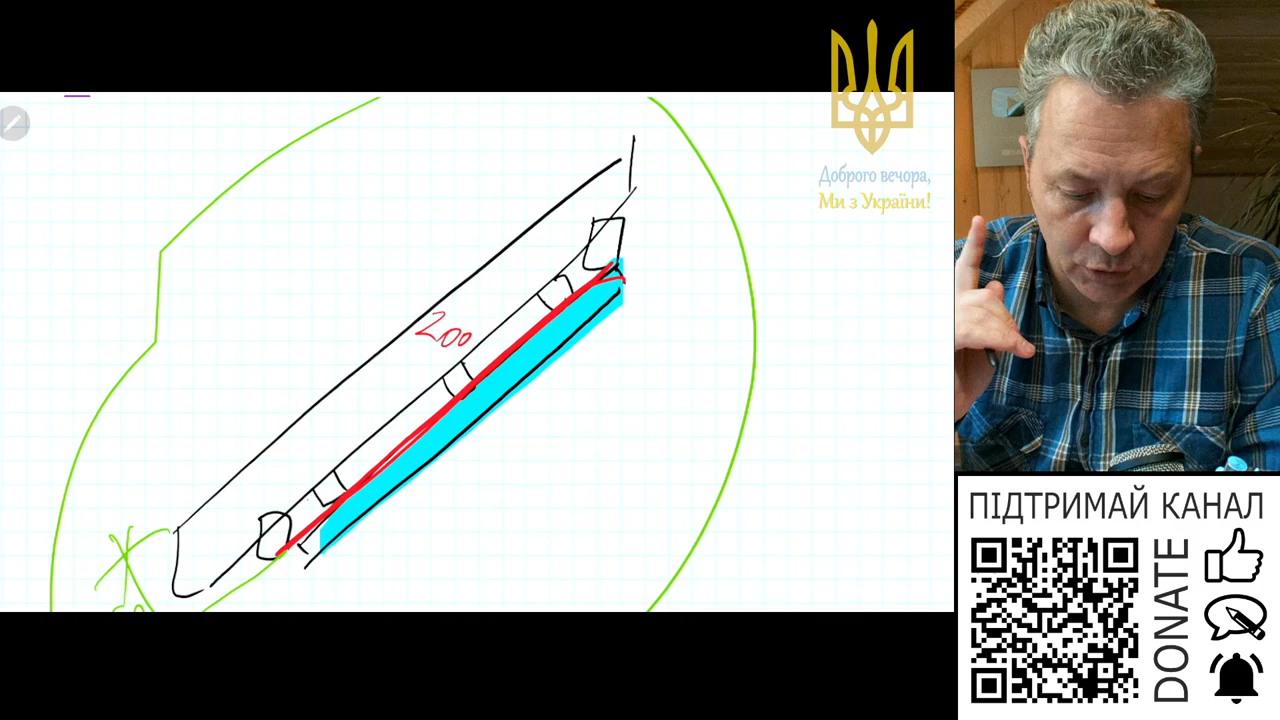 Доброго вечора,
Ми з України!
200
ПІДТРИМАЙ КАНАЛ
DONATE